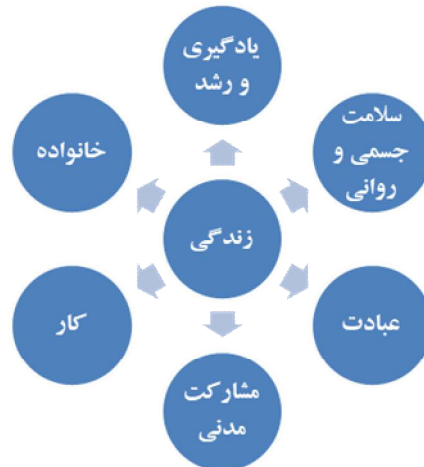 یادگیری
و رشد
سلامت
جسمی و
روانی
خانواده
زندگی
عبادت
کار
مشارکت
مدنی